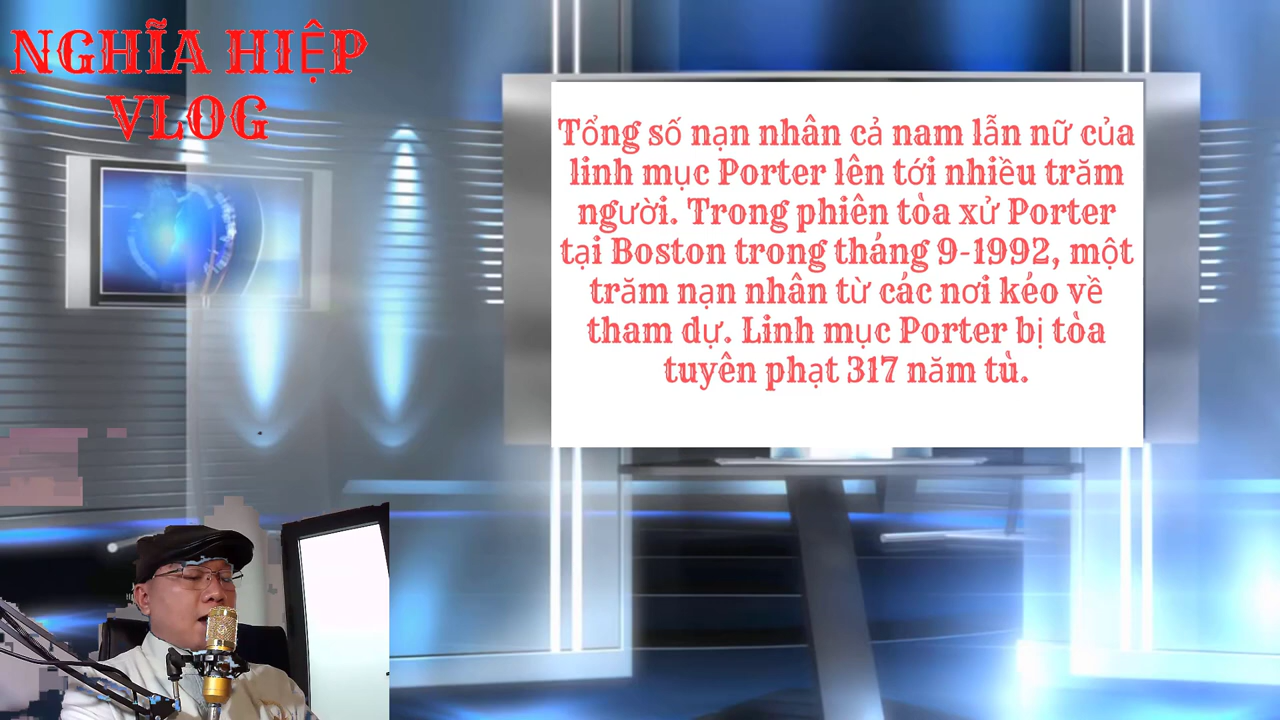 NGHĨA HIỆP
VLOG
Tổng số nạn nhân cả nam lẫn nữ của
linh mục Porter lên tới nhiều trăm
người. Trong phiên tòa xử Porter
tại Boston trong tháng 9-1992, một
trăm nạn nhân từ các nơi kéo về
tham dự. Linh mục Porter bị tòa
tuyên phạt 317 năm tù.